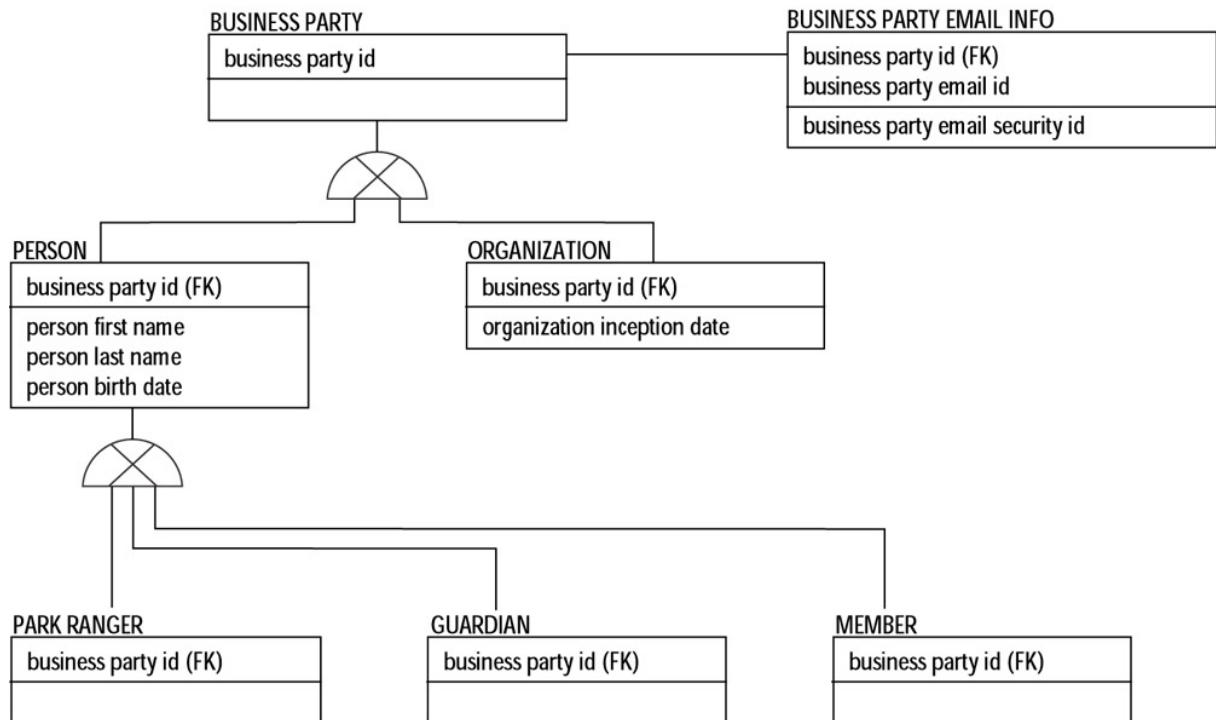 BUSINESS PARTY
business party id
BUSINESS PARTY EMAIL INFO
business party id (FK)
business party email id
business party email security id
PERSON
business party id (FK)
person first name
person last name
person birth date
ORGANIZATION
business party id (FK)
organization inception date
PARK RANGER
business party id (FK)
GUARDIAN
business party id (FK)
MEMBER
business party id (FK)